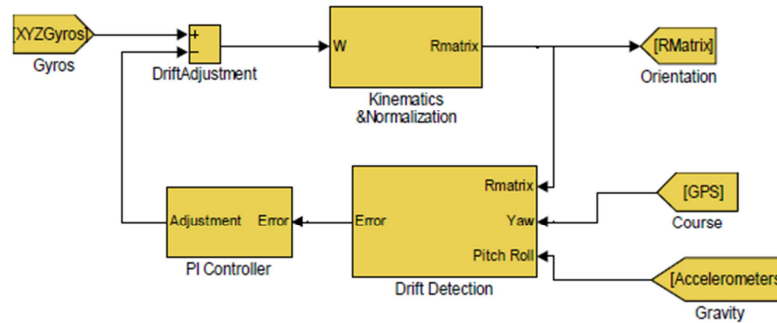 [XYZGyros]
Gyros
+
−
DriftAdjustment
W
Rmatrix
Kinematics
&Normalization
[RMatrix]
Orientation
Adjustment
Error
PI Controller
Error
Rmatrix
Yaw
Pitch Roll
Drift Detection
[GPS]
Course
[Accelerometers
Gravity